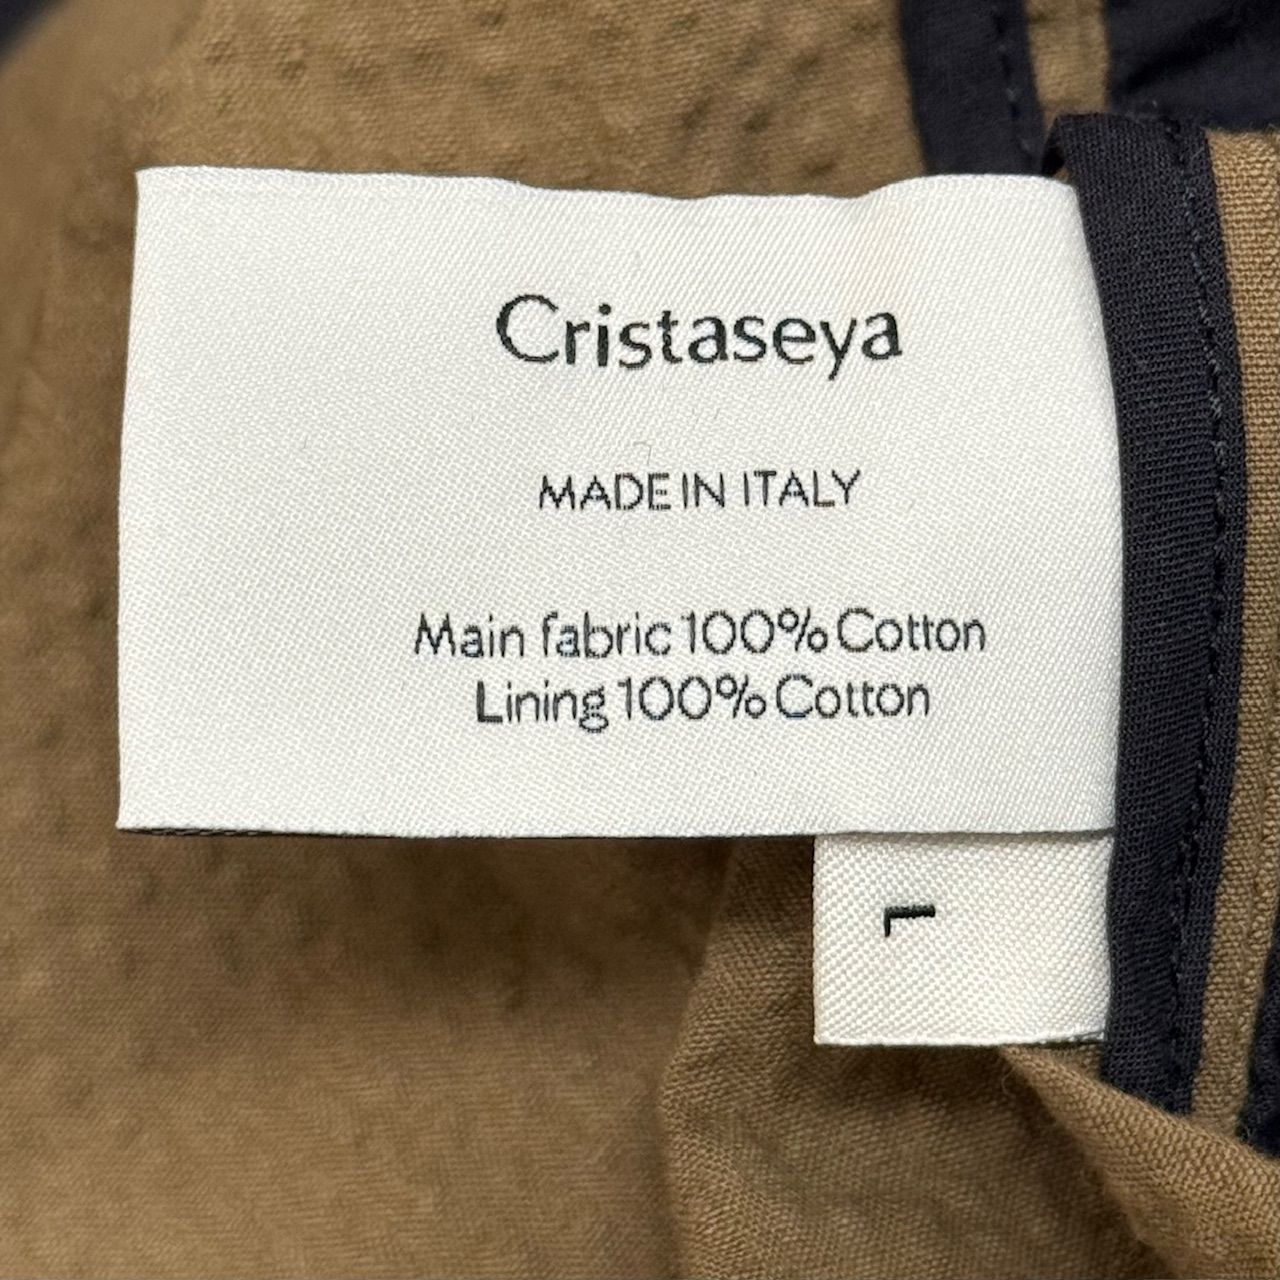 Cristaseya
MADE IN ITALY
Main fabric 100% Cotton
Lining 100% Cotton
L